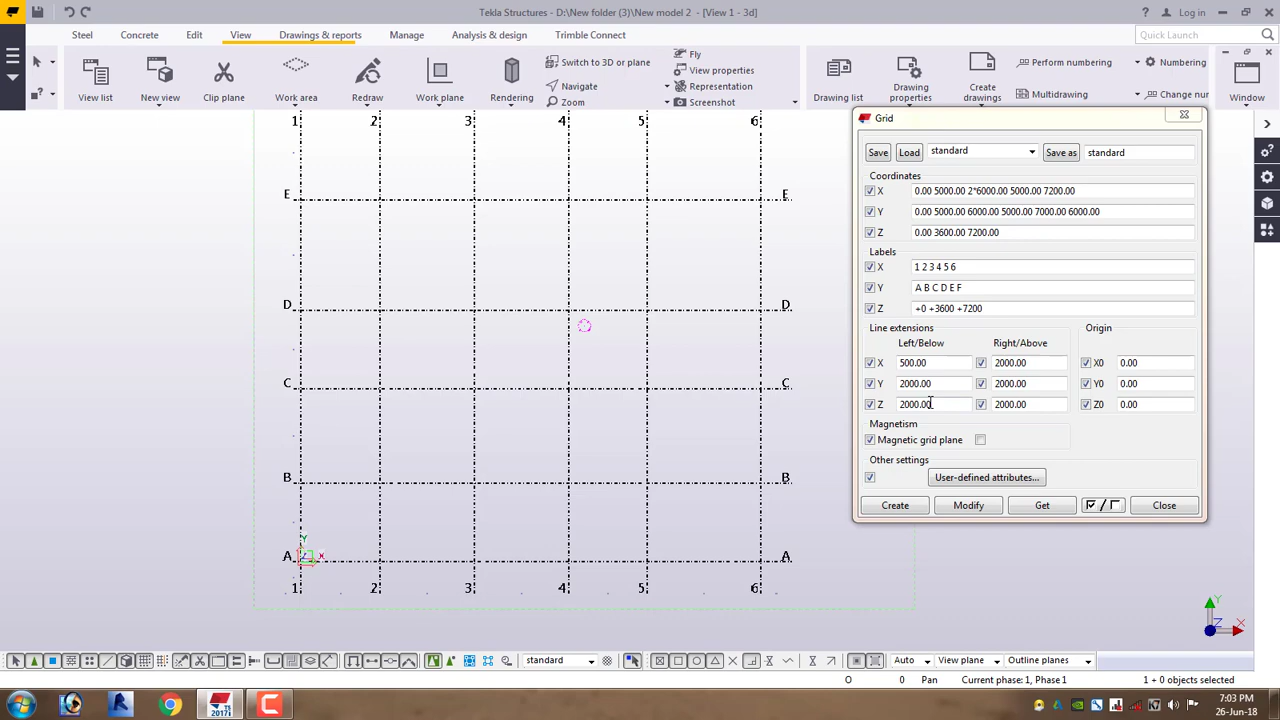 Tekla Structures - D:\New folder (3)\New model 2 - [View 1 - 3d]
Log in
Steel Concrete Edit View Drawings & reports Manage Analysis & design Trimble Connect
Quick Launch
View list
New view
Clip plane
Work area
Redraw
Work plane
Rendering
Switch to 3D or plane
Navigate
Zoom
Fly
View properties
Representation
Screenshot
Drawing list
Drawing properties
Create drawings
Perform numbering
Multidrawing
Numbering
Change num
Window
1 2 3 4 5 6
E E
D D
C C
B B
A A
1 2 3 4 5 6
Y
X
Grid
Save Load standard Save as standard
Coordinates
X 0.00 5000.00 2*6000.00 5000.00 7200.00
Y 0.00 5000.00 6000.00 5000.00 7000.00 6000.00
Z 0.00 3600.00 7200.00
Labels
X 1 2 3 4 5 6
Y A B C D E F
Z +0 +3600 +7200
Line extensions Origin
Left/Below Right/Above
X 500.00 2000.00 X0 0.00
Y 2000.00 2000.00 Y0 0.00
Z 2000.00 2000.00 Z0 0.00
Magnetism
Magnetic grid plane
Other settings
User-defined attributes...
Create Modify Get / Close
Y
Z
X
standard
Auto View plane Outline planes
O 0 Pan Current phase: 1, Phase 1 1 + 0 objects selected
TS
2017i
7:03 PM
26-Jun-18